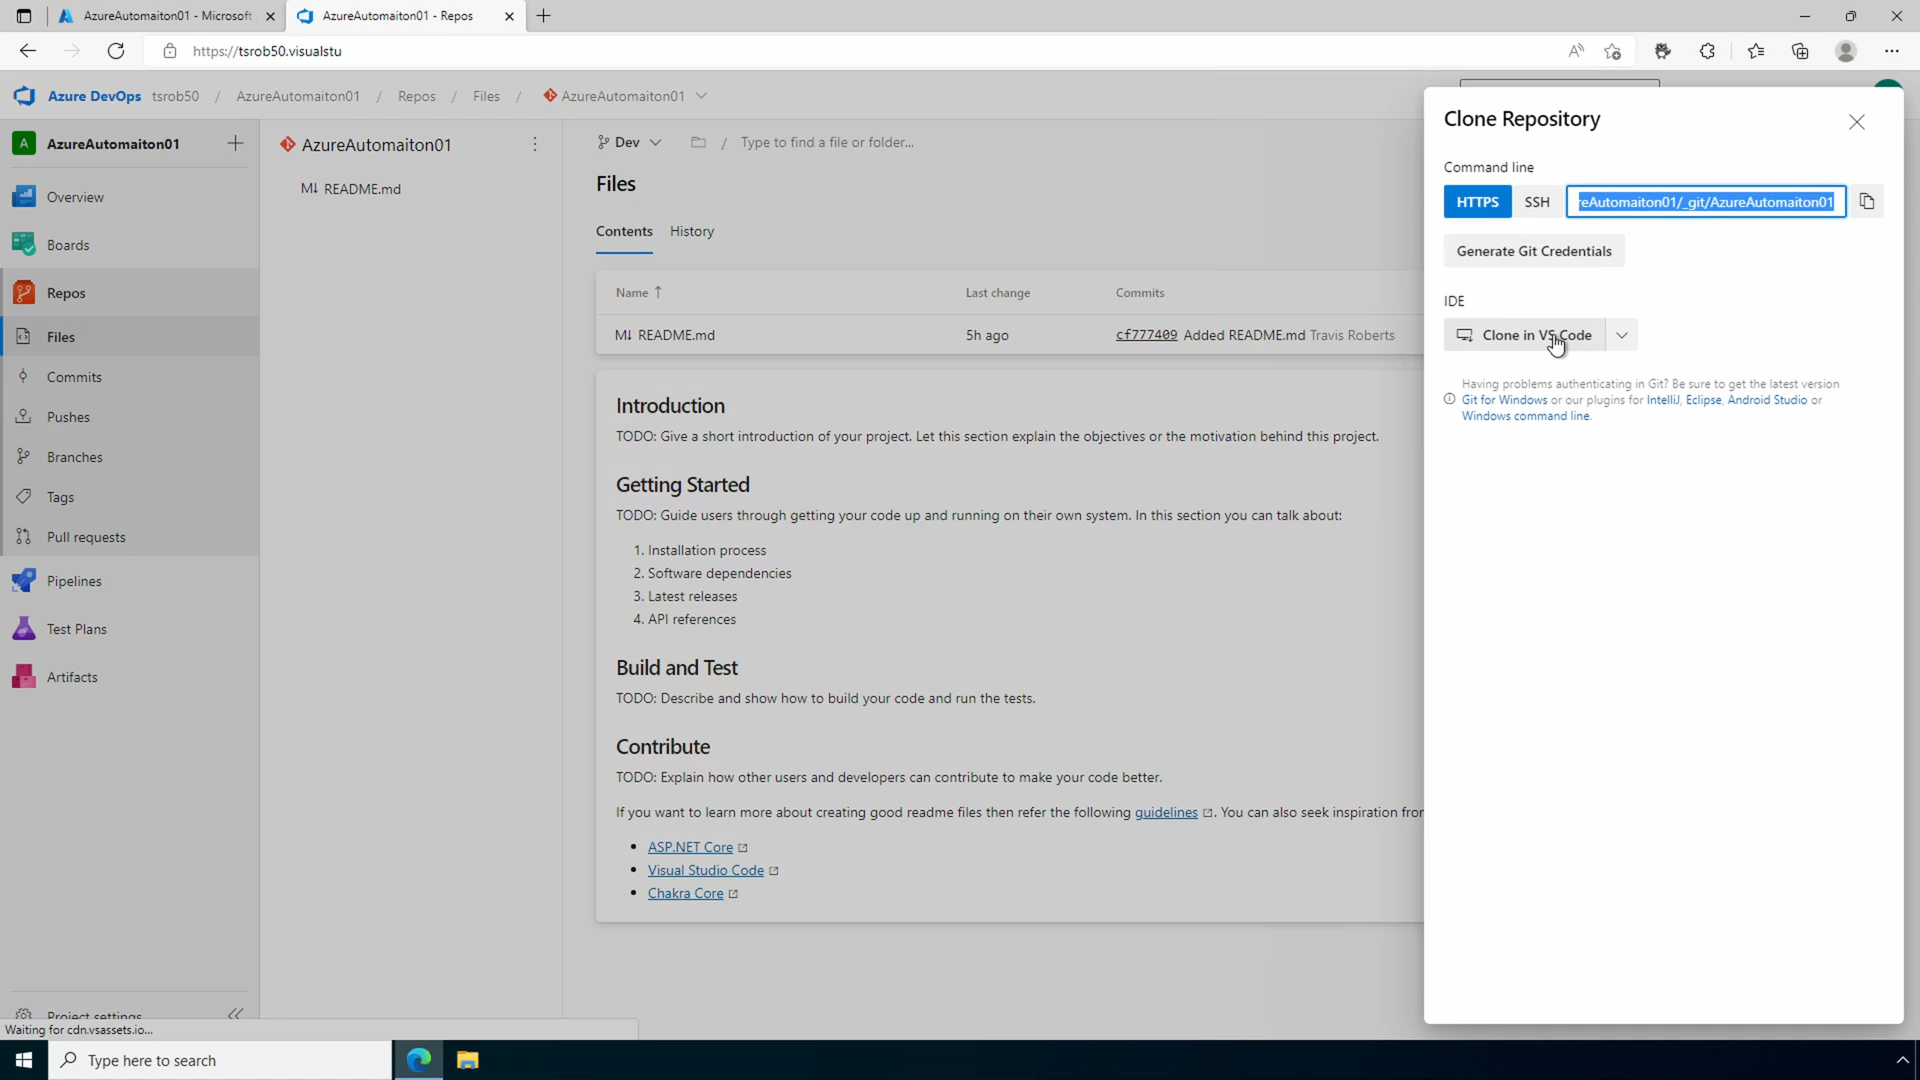 AzureAutomaiton01 - Microsoft
AzureAutomaiton01 - Repos
https://tsrob50.visualstu
Azure DevOps tsrob50 / AzureAutomaiton01 / Repos / Files / AzureAutomaiton01
A AzureAutomaiton01
Overview
Boards
Repos
Files
Commits
Pushes
Branches
Tags
Pull requests
Pipelines
Test Plans
Artifacts
Project settings
AzureAutomaiton01
M↓ README.md
Dev / Type to find a file or folder...
Files
Contents History
Name ↑ Last change Commits
M↓ README.md 5h ago cf777409 Added README.md Travis Roberts
Introduction
TODO: Give a short introduction of your project. Let this section explain the objectives or the motivation behind this project.
Getting Started
TODO: Guide users through getting your code up and running on their own system. In this section you can talk about:
1. Installation process
2. Software dependencies
3. Latest releases
4. API references
Build and Test
TODO: Describe and show how to build your code and run the tests.
Contribute
TODO: Explain how other users and developers can contribute to make your code better.
If you want to learn more about creating good readme files then refer the following guidelines. You can also seek inspiration fror
• ASP.NET Core
• Visual Studio Code
• Chakra Core
Clone Repository
Command line
HTTPS SSH reAutomaiton01/_git/AzureAutomaiton01
Generate Git Credentials
IDE
Clone in VS Code
Having problems authenticating in Git? Be sure to get the latest version
Git for Windows or our plugins for IntelliJ, Eclipse, Android Studio or
Windows command line.
Waiting for cdn.vsassets.io...
Type here to search